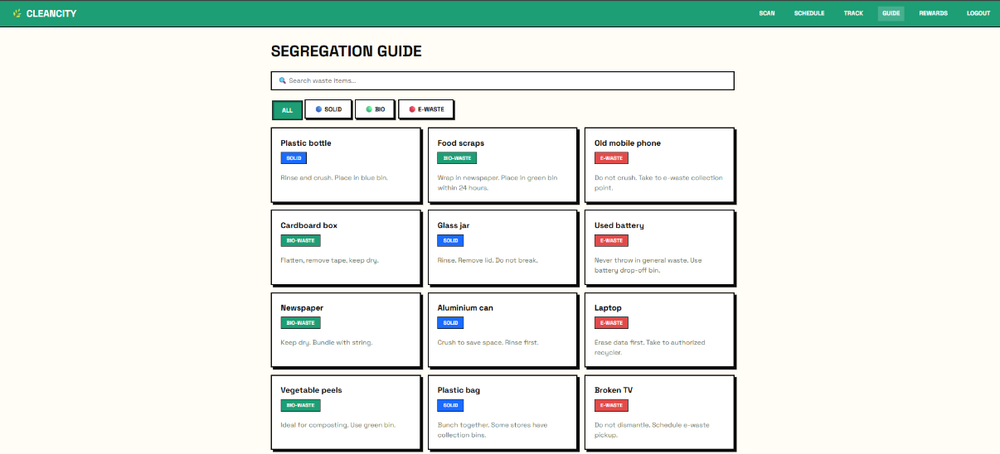 CLEANCITY
SCAN SCHEDULE TRACK GUIDE REWARDS LOGOUT
SEGREGATION GUIDE
Search waste items...
ALL SOLID BIO E-WASTE
Plastic bottle
SOLID
Rinse and crush. Place in blue bin.
Food scraps
BIO-WASTE
Wrap in newspaper. Place in green bin
within 24 hours.
Old mobile phone
E-WASTE
Do not crush. Take to e-waste collection
point.
Cardboard box
BIO-WASTE
Flatten, remove tape, keep dry.
Glass jar
SOLID
Rinse. Remove lid. Do not break.
Used battery
E-WASTE
Never throw in general waste. Use
battery drop-off bin.
Newspaper
BIO-WASTE
Keep dry. Bundle with string.
Aluminium can
SOLID
Crush to save space. Rinse first.
Laptop
E-WASTE
Erase data first. Take to authorized
recycler.
Vegetable peels
BIO-WASTE
Ideal for composting. Use green bin.
Plastic bag
SOLID
Bunch together. Some stores have
collection bins.
Broken TV
E-WASTE
Do not dismantle. Schedule e-waste
pickup.